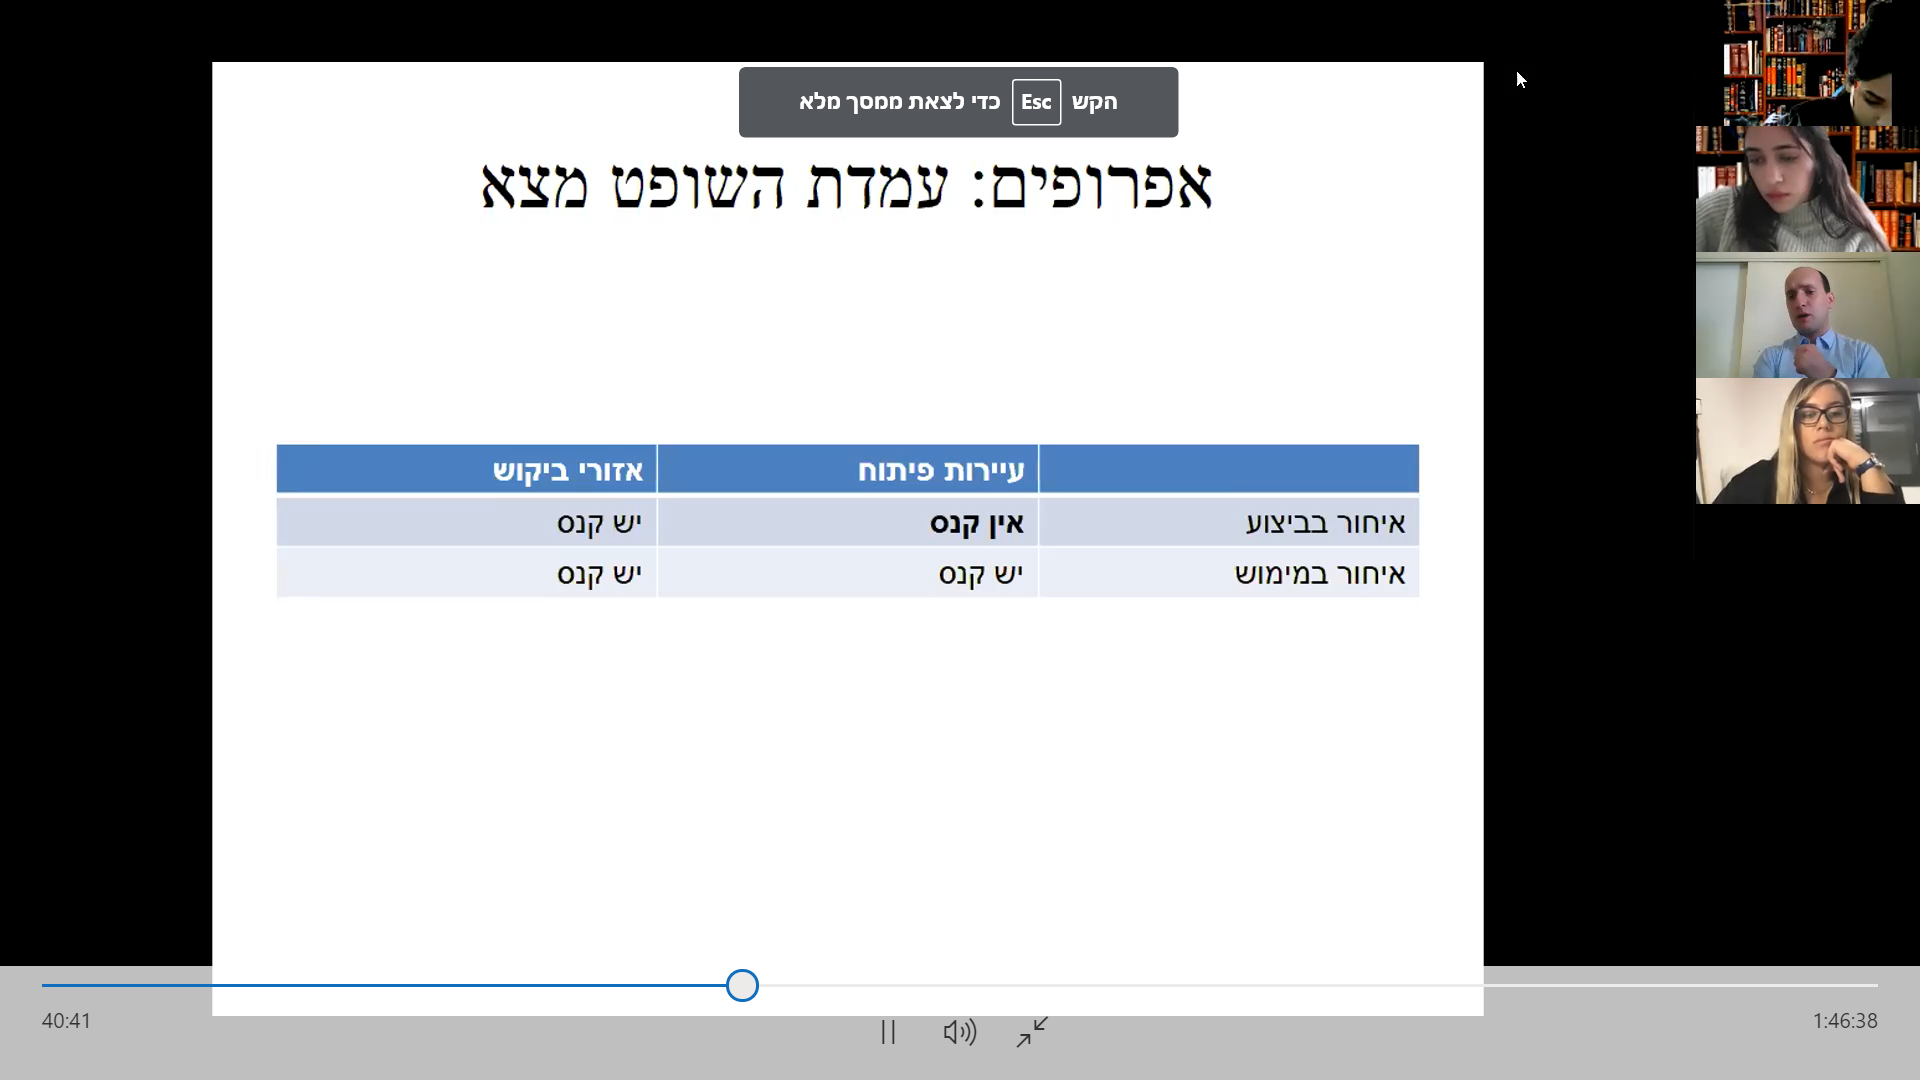 הקש Esc כדי לצאת ממסך מלא
אפרופים: עמדת השופט מצא
עיירות פיתוח אזורי ביקוש
איחור בביצוע אין קנס יש קנס
איחור במימוש יש קנס יש קנס
40:41
1:46:38